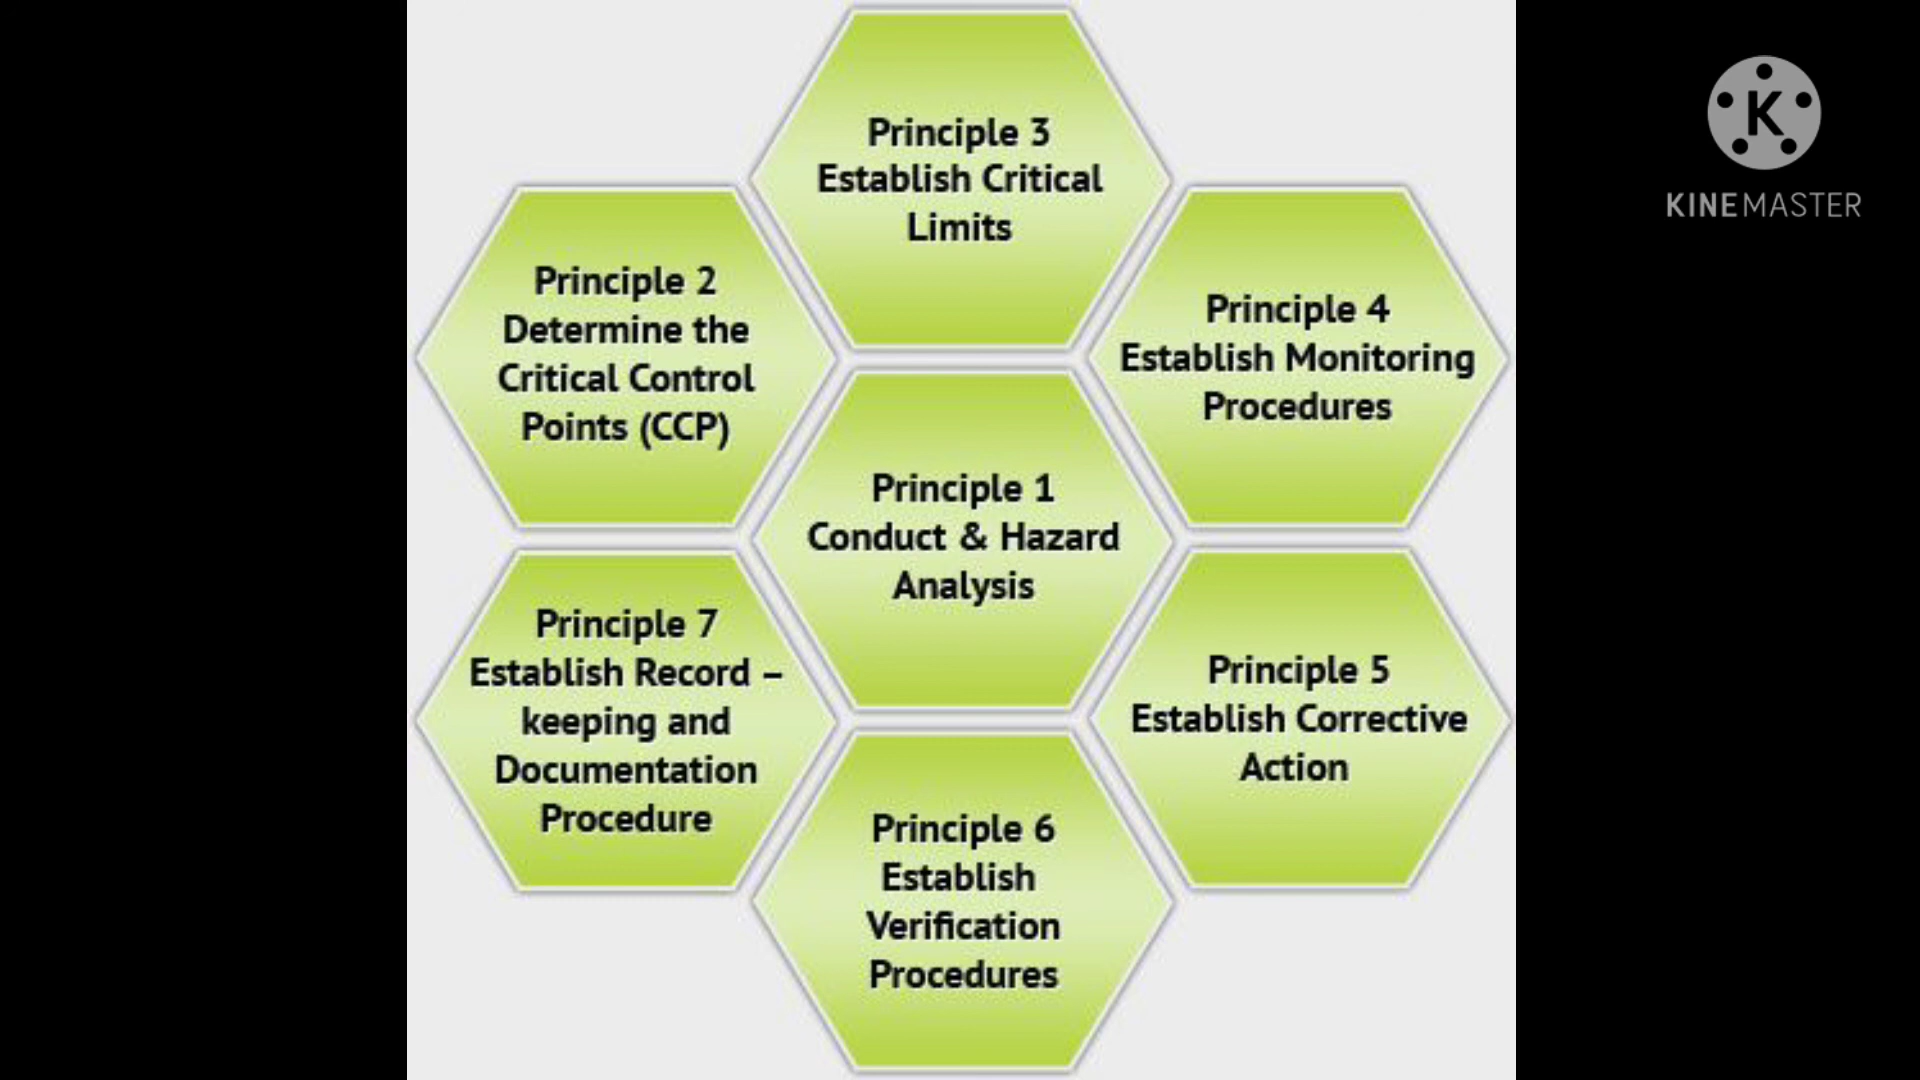 Principle 3
Establish Critical
Limits
Principle 2
Determine the
Critical Control
Points (CCP)
Principle 4
Establish Monitoring
Procedures
Principle 1
Conduct & Hazard
Analysis
Principle 7
Establish Record –
keeping and
Documentation
Procedure
Principle 5
Establish Corrective
Action
Principle 6
Establish
Verification
Procedures
K
KINEMASTER